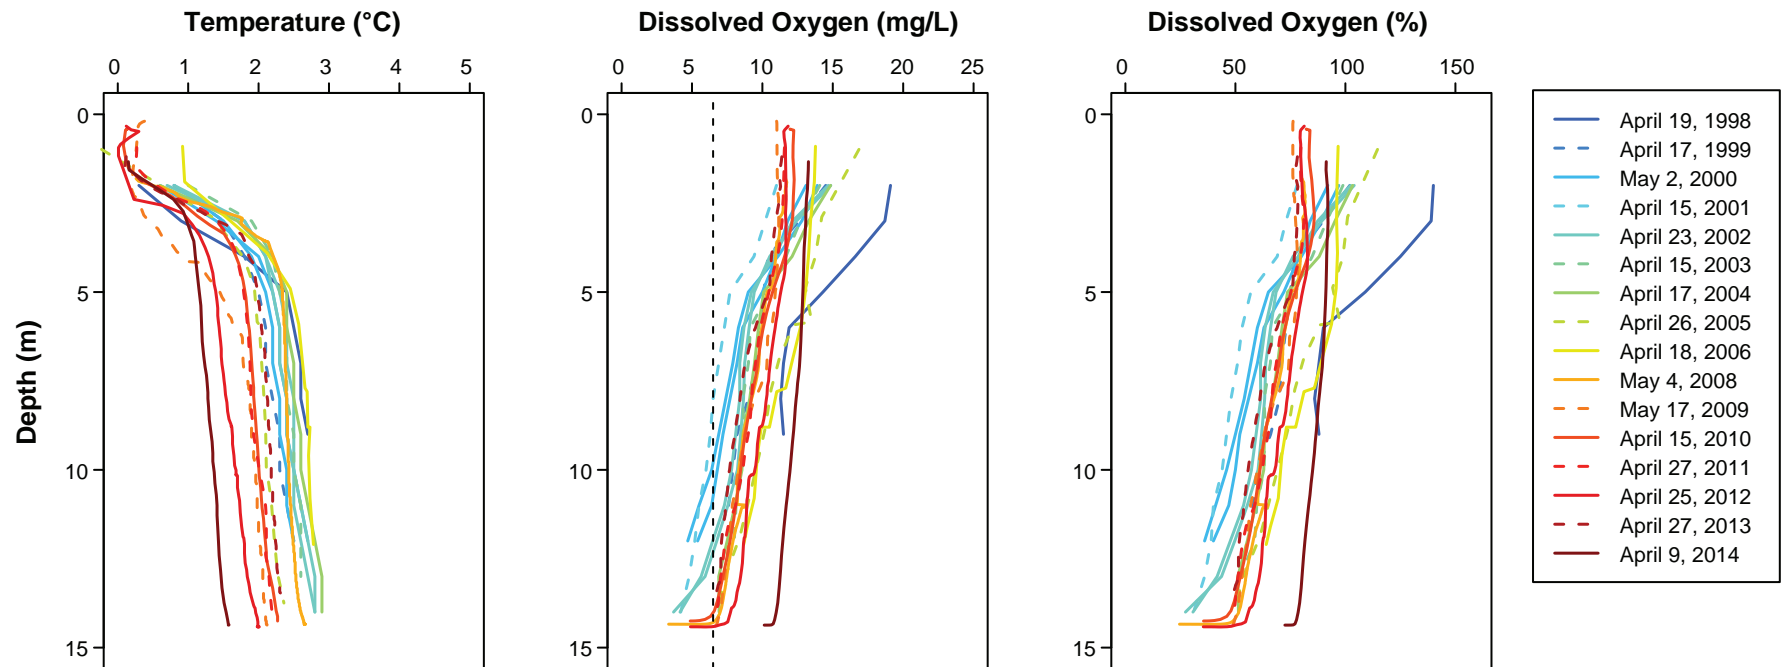 Temperature (°C)
Dissolved Oxygen (mg/L)
Dissolved Oxygen (%)
0 1 2 3 4 5
0 5 10 15 20 25
0 50 100 150
0
5
10
15
0
5
10
15
0
5
10
15
Depth (m)
April 19, 1998
April 17, 1999
May 2, 2000
April 15, 2001
April 23, 2002
April 15, 2003
April 17, 2004
April 26, 2005
April 18, 2006
May 4, 2008
May 17, 2009
April 15, 2010
April 27, 2011
April 25, 2012
April 27, 2013
April 9, 2014